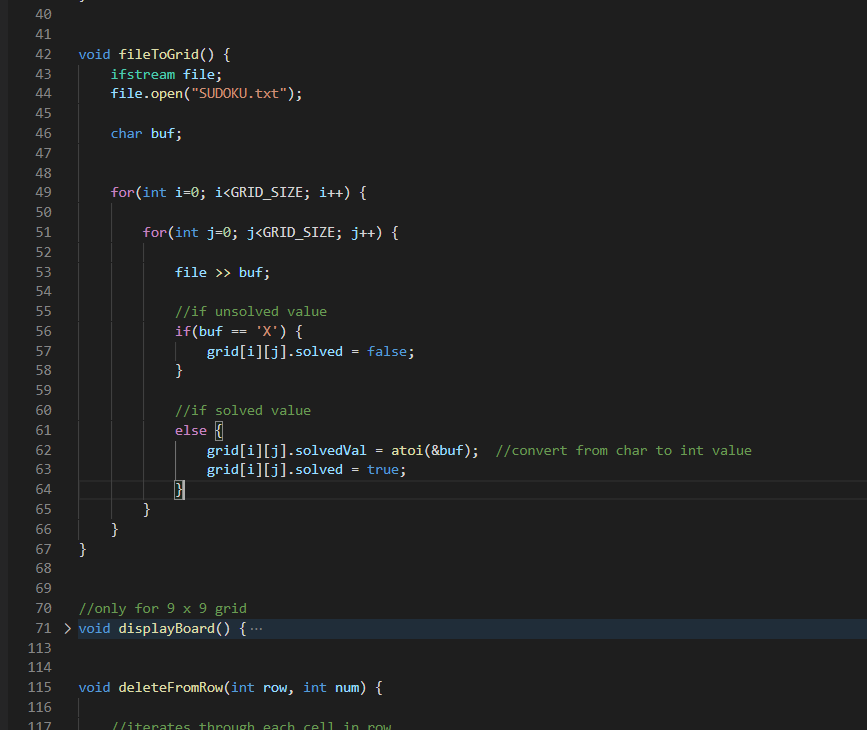 40
41
42 void fileToGrid() {
43 ifstream file;
44 file.open("SUDOKU.txt");
45
46 char buf;
47
48
49 for(int i=0; i<GRID_SIZE; i++) {
50
51 for(int j=0; j<GRID_SIZE; j++) {
52
53 file >> buf;
54
55 //if unsolved value
56 if(buf == 'X') {
57 grid[i][j].solved = false;
58 }
59
60 //if solved value
61 else {
62 grid[i][j].solvedVal = atoi(&buf);  //convert from char to int value
63 grid[i][j].solved = true;
64 }
65 }
66 }
67 }
68
69
70 //only for 9 x 9 grid
71 > void displayBoard() { ···
113
114
115 void deleteFromRow(int row, int num) {
116
117 //iterates through each cell in row